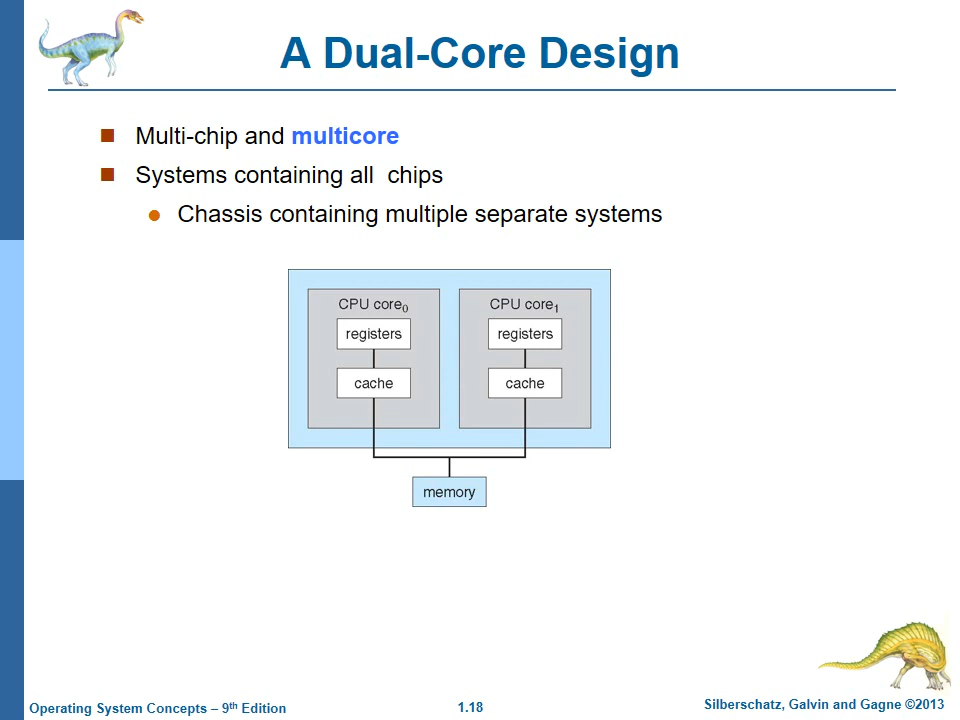 A Dual-Core Design
Multi-chip and multicore
Systems containing all  chips
Chassis containing multiple separate systems
CPU core₀
registers
cache
CPU core₁
registers
cache
memory
Operating System Concepts – 9th Edition
1.18
Silberschatz, Galvin and Gagne ©2013